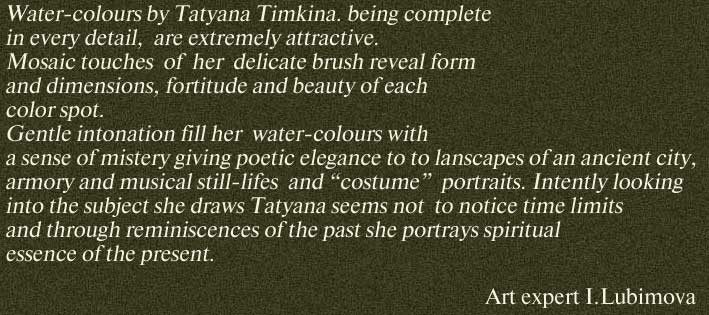 Water-colours by Tatyana Timkina. being complete
in every detail, are extremely attractive.
Mosaic touches of her delicate brush reveal form
and dimensions, fortitude and beauty of each
color spot.
Gentle intonation fill her water-colours with
a sense of mistery giving poetic elegance to to lanscapes of an ancient city,
armory and musical still-lifes and “costume” portraits. Intently looking
into the subject she draws Tatyana seems not to notice time limits
and through reminiscences of the past she portrays spiritual
essence of the present.
Art expert I.Lubimova